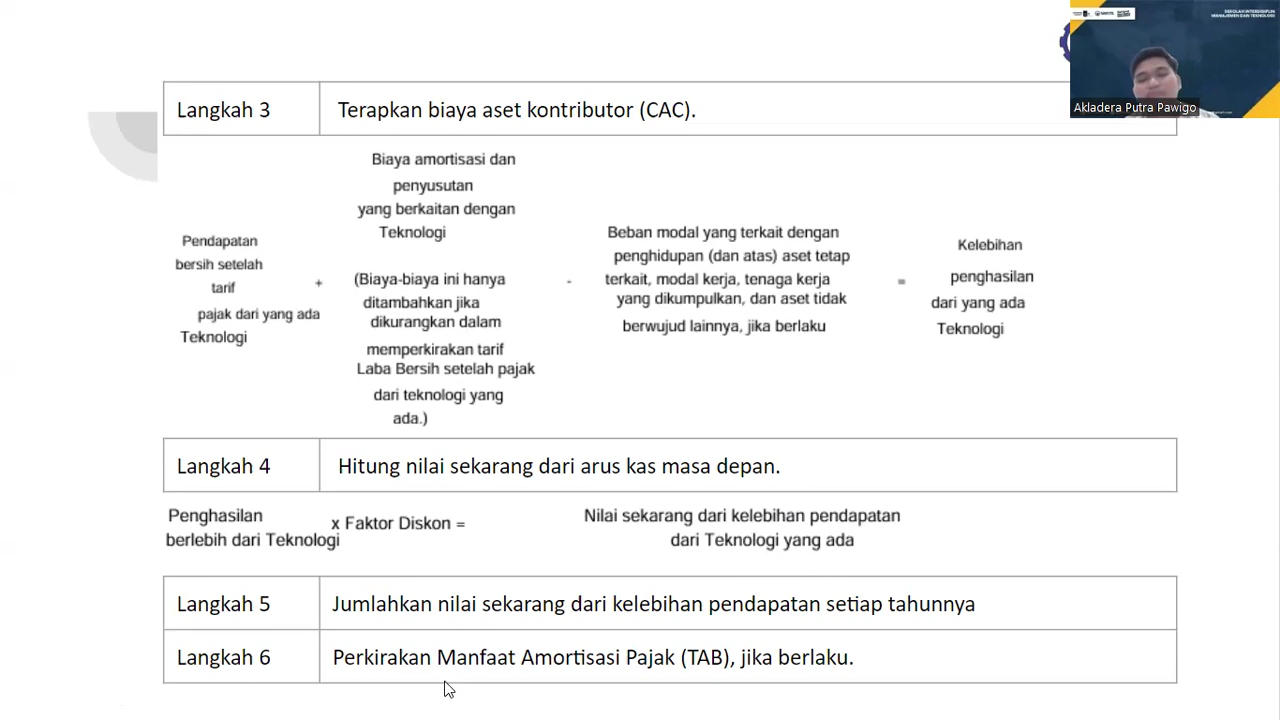 SEKOLAH INTERDISIPLIN
MANAJEMEN DAN TEKNOLOGI
Akladera Putra Pawigo
Langkah 3
Terapkan biaya aset kontributor (CAC).
Pendapatan
bersih setelah
tarif
pajak dari yang ada
Teknologi
+
Biaya amortisasi dan
penyusutan
yang berkaitan dengan
Teknologi
(Biaya-biaya ini hanya
ditambahkan jika
dikurangkan dalam
memperkirakan tarif
Laba Bersih setelah pajak
dari teknologi yang
ada.)
-
Beban modal yang terkait dengan
penghidupan (dan atas) aset tetap
terkait, modal kerja, tenaga kerja
yang dikumpulkan, dan aset tidak
berwujud lainnya, jika berlaku
=
Kelebihan
penghasilan
dari yang ada
Teknologi
Langkah 4
Hitung nilai sekarang dari arus kas masa depan.
Penghasilan
berlebih dari Teknologi
x Faktor Diskon =
Nilai sekarang dari kelebihan pendapatan
dari Teknologi yang ada
Langkah 5
Jumlahkan nilai sekarang dari kelebihan pendapatan setiap tahunnya
Langkah 6
Perkirakan Manfaat Amortisasi Pajak (TAB), jika berlaku.